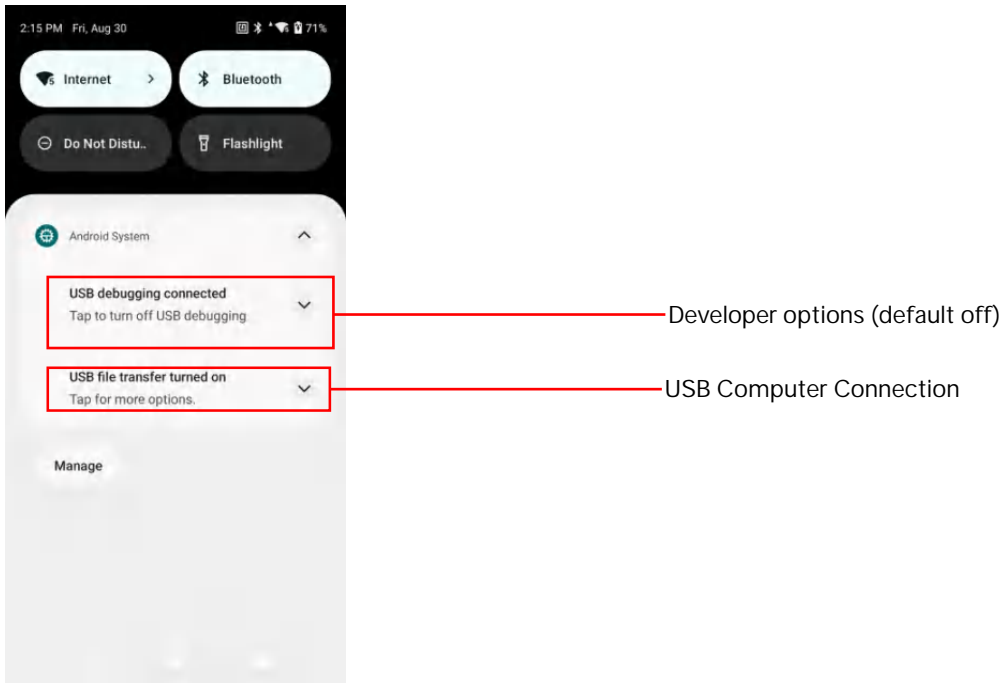 2:15 PM Fri, Aug 30 71%
Internet
Bluetooth
Do Not Distu..
Flashlight
Android System
USB debugging connected
Tap to turn off USB debugging
Developer options (default off)
USB file transfer turned on
Tap for more options.
USB Computer Connection
Manage